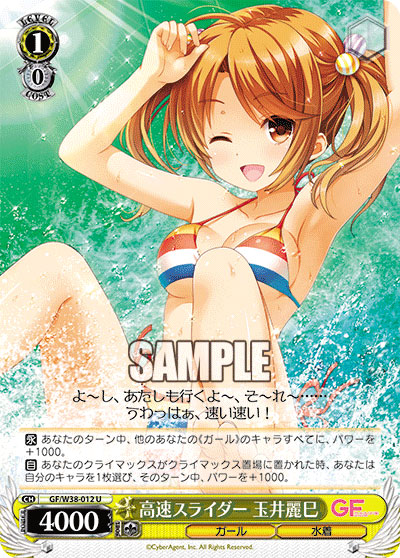 LEVEL
1
0
COST
SAMPLE
よ～し、あたしも行くよ～、そ～れ～……
うわっはぁ、速い速い！
永 あなたのターン中、他のあなたの《ガール》のキャラすべてに、パワーを
＋1000。
自 あなたのクライマックスがクライマックス置場に置かれた時、あなたは
自分のキャラを1枚選び、そのターン中、パワーを＋1000。
CH GF/W38-012 U
4000
高速スライダー 玉井麗巳
GF
ガール 水着
©CyberAgent, Inc. All Rights Reserved.